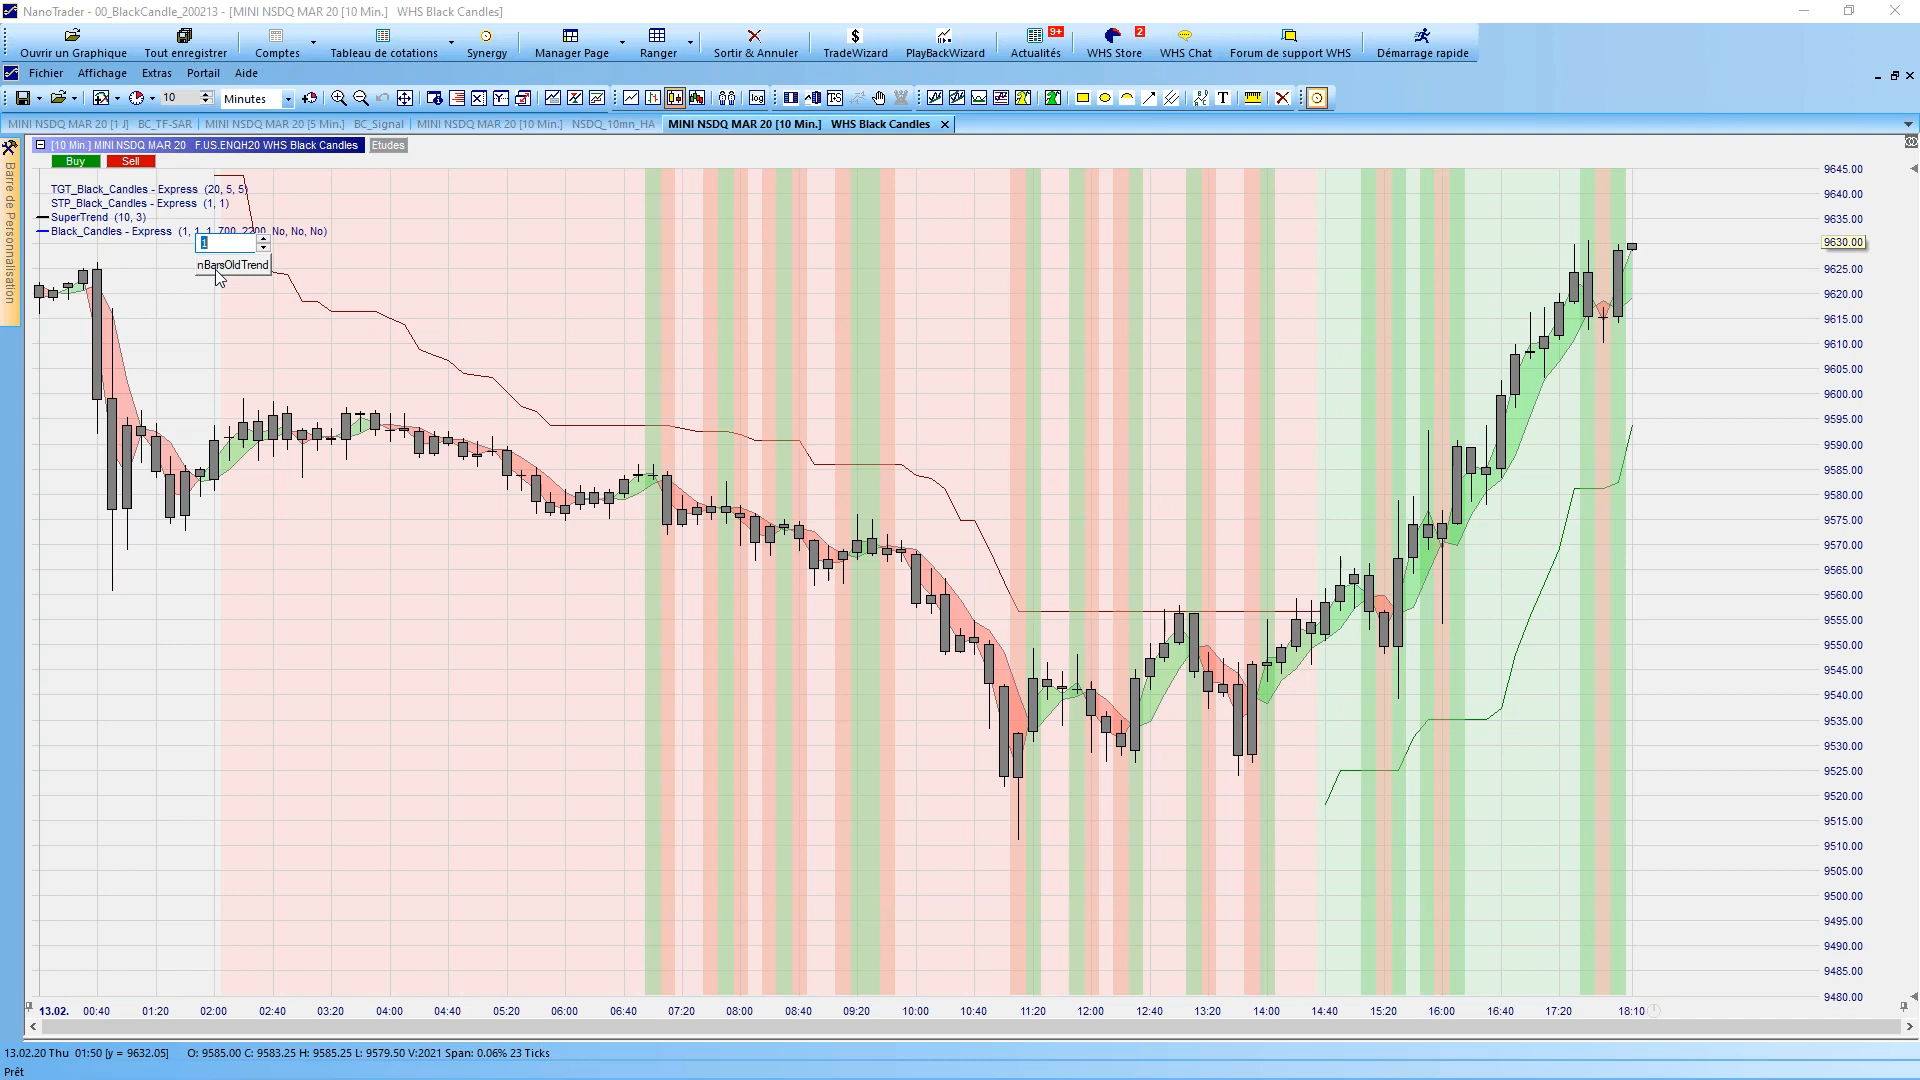 NanoTrader - 00_BlackCandle_200213 - [MINI NSDQ MAR 20 [10 Min.]   WHS Black Candles]
Ouvrir un Graphique Tout enregistrer Comptes Tableau de cotations Synergy Manager Page Ranger Sortir & Annuler $ TradeWizard PlayBackWizard 9+ Actualités 2 WHS Store WHS Chat Forum de support WHS Démarrage rapide
Fichier Affichage Extras Portail Aide
10 Minutes log T-S T
MINI NSDQ MAR 20 [1 J] BC_TF-SAR MINI NSDQ MAR 20 [5 Min.] BC_Signal MINI NSDQ MAR 20 [10 Min.] NSDQ_10mn_HA MINI NSDQ MAR 20 [10 Min.] WHS Black Candles
Barre de Personnalisation
[10 Min.] MINI NSDQ MAR 20 F.US.ENQH20 WHS Black Candles Etudes
Buy Sell
TGT_Black_Candles - Express (20, 5, 5)
STP_Black_Candles - Express (1, 1)
SuperTrend (10, 3)
Black_Candles - Express (1, 1, 1, 700, 2200, No, No, No)
1
nBarsOldTrend
9645.00
9640.00
9635.00
9630.00
9625.00
9620.00
9615.00
9610.00
9605.00
9600.00
9595.00
9590.00
9585.00
9580.00
9575.00
9570.00
9565.00
9560.00
9555.00
9550.00
9545.00
9540.00
9535.00
9530.00
9525.00
9520.00
9515.00
9510.00
9505.00
9500.00
9495.00
9490.00
9485.00
9480.00
13.02. 00:40 01:20 02:00 02:40 03:20 04:00 04:40 05:20 06:00 06:40 07:20 08:00 08:40 09:20 10:00 10:40 11:20 12:00 12:40 13:20 14:00 14:40 15:20 16:00 16:40 17:20 18:10
13.02.20 Thu 01:50 [y = 9632.05] O: 9585.00 C: 9583.25 H: 9585.25 L: 9579.50 V:2021 Span: 0.06% 23 Ticks
Prêt